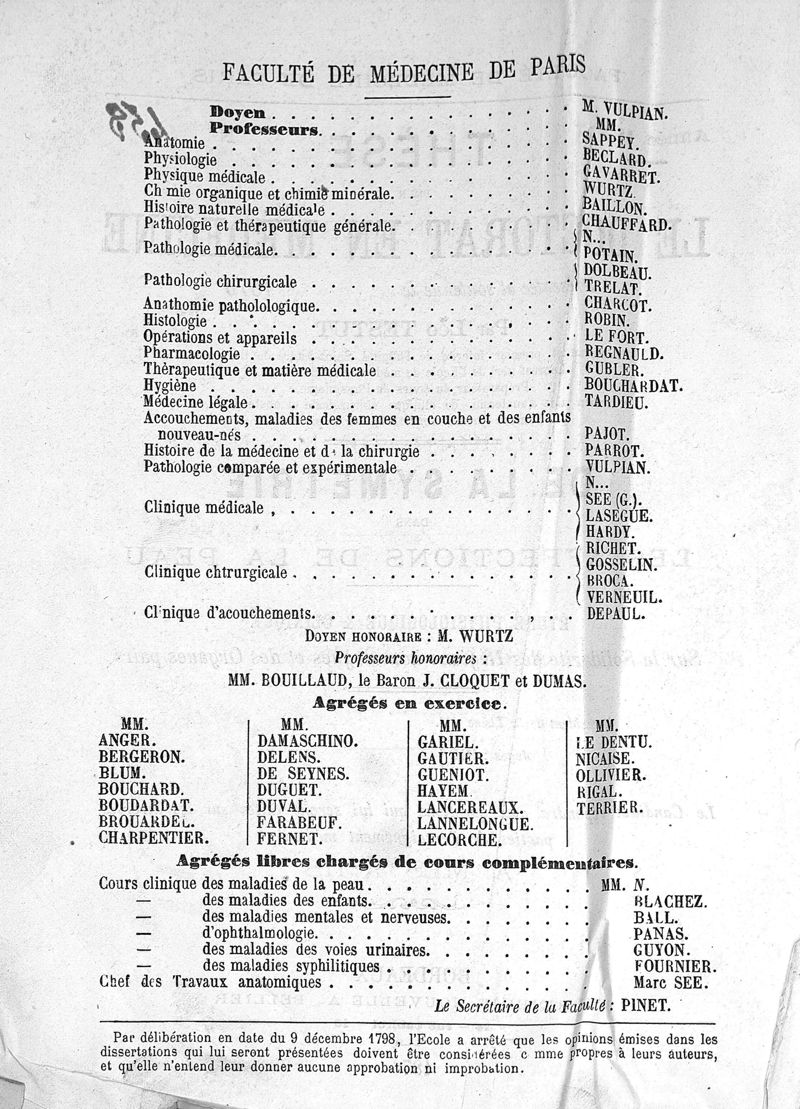 FACULTÉ DE MÉDECINE DE PARIS
Doyen . . . . . M. VULPIAN.
Professeurs. . . . . . MM.
Anatomie . . . . . SAPPEY.
Physiologie . . . . . BECLARD.
Physique médicale . . . . . GAVARRET.
Ch mie organique et chimie minérale. . . . . WURTZ
Histoire naturelle médicale . . . . . BAILLON.
Pathologie et thérapeutique générale. . . . . CHAUFFARD.
Pathologie médicale. . . . . { N...
POTAIN.
Pathologie chirurgicale . . . . . { DOLBEAU.
TRELAT.
Anathomie patholologique. . . . . CHARCOT.
Histologie . . . . . ROBIN.
Opérations et appareils . . . . . LE FORT.
Pharmacologie . . . . . REGNAULD.
Thérapeutique et matière médicale . . . . . GUBLER.
Hygiène . . . . . BOUCHARDAT.
Médecine légale . . . . . TARDIEU.
Accouchements, maladies des femmes en couche et des enfants
nouveau-nés . . . . . PAJOT.
Histoire de la médecine et d la chirurgie . . . . . PARROT.
Pathologie comparée et expérimentale . . . . . VULPIAN.
Clinique médicale , . . . . . { N...
SEE (G.).
LASEGUE.
HARDY.
Clinique chtrurgicale . . . . . { RICHET.
GOSSELIN.
BROCA.
VERNEUIL.
Clinique d'acouchements. . . . . DEPAUL.
DOYEN HONORAIRE : M. WURTZ
Professeurs honoraires :
MM. BOUILLAUD, le Baron J. CLOQUET et DUMAS.
Agrégés en exercice.
MM. MM. MM. MM.
ANGER. DAMASCHINO. GARIEL. LE DENTU.
BERGERON. DELENS. GAUTIER. NICAISE.
BLUM. DE SEYNES. GUENIOT. OLLIVIER.
BOUCHARD. DUGUET. HAYEM. RIGAL.
BOUDARDAT. DUVAL. LANCEREAUX. TERRIER.
BROUARDEL. FARABEUF. LANNELONGUE.
CHARPENTIER. FERNET. LECORCHE.
Agrégés libres chargés de cours complémentaires.
Cours clinique des maladies de la peau . . . . . MM. N.
— des maladies des enfants. . . . . BLACHEZ.
— des maladies mentales et nerveuses. . . . . BALL.
— d'ophthalmologie. . . . . PANAS.
— des maladies des voies urinaires. . . . . GUYON.
— des maladies syphilitiques . . . . . FOURNIER.
Chef des Travaux anatomiques . . . . . Marc SEE.
Le Secrétaire de la Faculté : PINET.
Par délibération en date du 9 décembre 1798, l'Ecole a arrêté que les opinions émises dans les
dissertations qui lui seront présentées doivent être considérées c mme propres à leurs auteurs,
et qu'elle n'entend leur donner aucune approbation ni improbation.